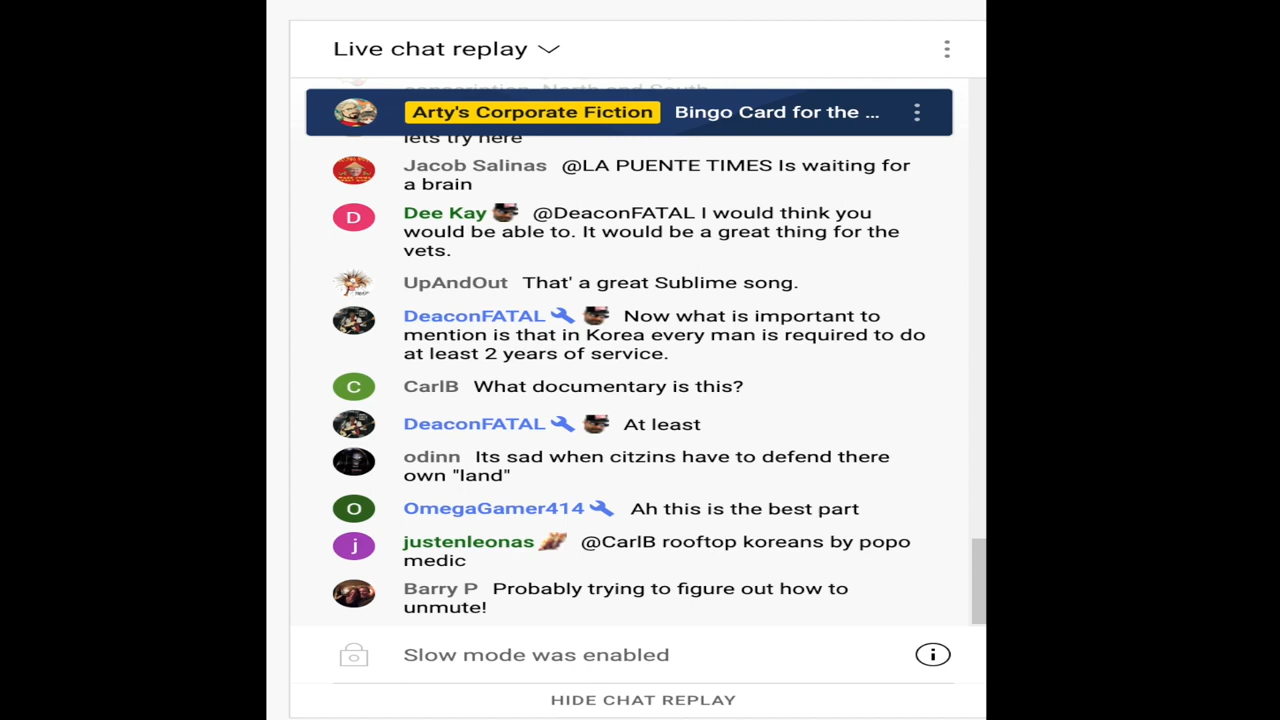 Live chat replay
conscription, North and South
Arty's Corporate Fiction Bingo Card for the ...
lets try here
Jacob Salinas @LA PUENTE TIMES Is waiting for
a brain
D Dee Kay @DeaconFATAL I would think you
would be able to. It would be a great thing for the
vets.
UpAndOut That' a great Sublime song.
DeaconFATAL Now what is important to
mention is that in Korea every man is required to do
at least 2 years of service.
C CarlB What documentary is this?
DeaconFATAL At least
odinn Its sad when citzins have to defend there
own "land"
O OmegaGamer414 Ah this is the best part
j justenleonas @CarlB rooftop koreans by popo
medic
Barry P Probably trying to figure out how to
unmute!
Slow mode was enabled
HIDE CHAT REPLAY